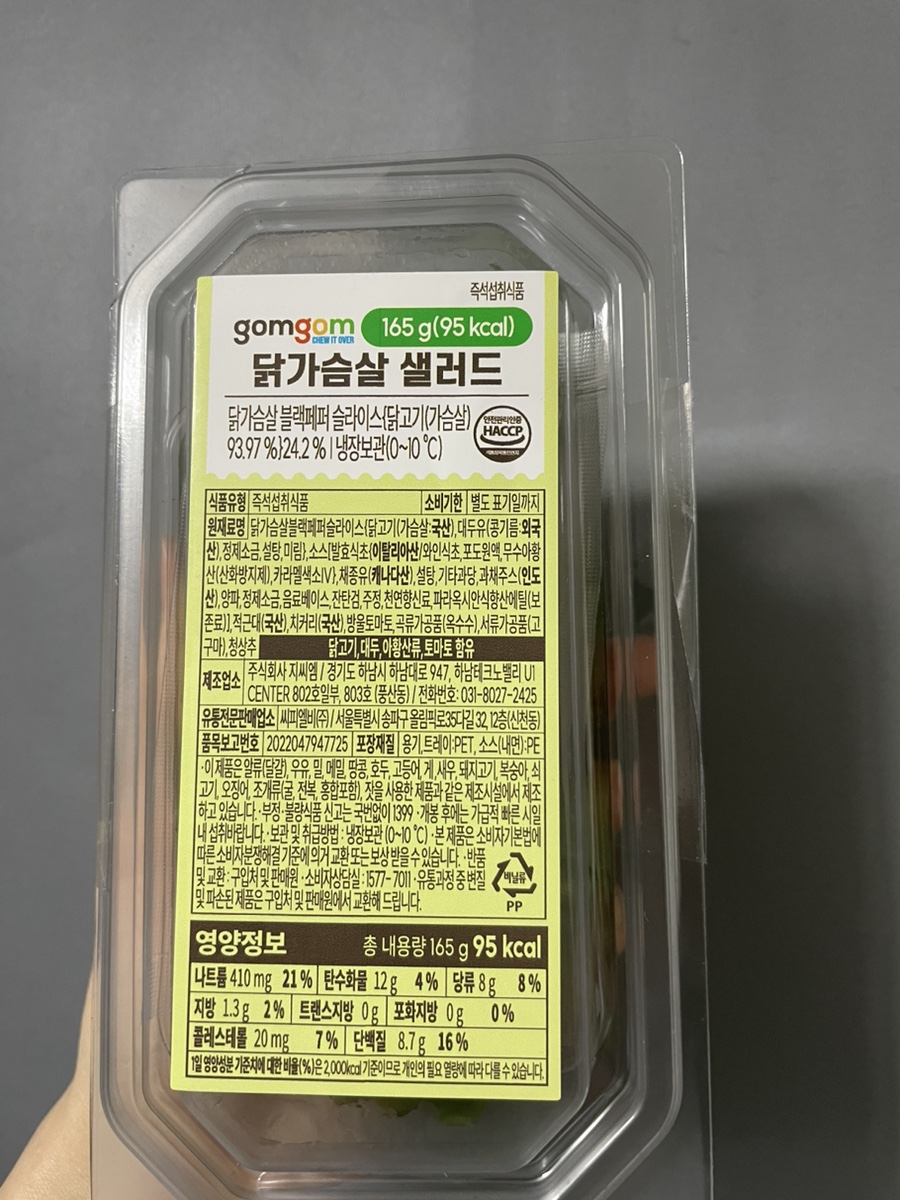 즉석섭취식품
gomgom 165 g(95 kcal)
CHEW IT OVER
닭가슴살 샐러드
닭가슴살 블랙페퍼 슬라이스{닭고기(가슴살)
93.97 %}24.2 % | 냉장보관(0~10 ℃)
안전관리인증
HACCP
식품의약품안전처
식품유형 즉석섭취식품 소비기한 별도 표기일까지
원재료명 닭가슴살블랙페퍼슬라이스{닭고기(가슴살:국산),대두유(콩기름:외국
산),정제소금,설탕,미림},소스[발효식초{이탈리아산/와인식초,포도원액,무수아황
산(산화방지제),카라멜색소IV},채종유(캐나다산),설탕,기타과당,과채주스(인도
산),양파,정제소금,음료베이스,잔탄검,주정,천연향신료,파라옥시안식향산에틸(보
존료)],적근대(국산),치커리(국산),방울토마토,곡류가공품(옥수수),서류가공품(고
구마),청상추 닭고기,대두,아황산류,토마토 함유
제조업소 주식회사 지씨엠 / 경기도 하남시 하남대로 947, 하남테크노밸리 U1
CENTER 802호일부, 803호 (풍산동) / 전화번호: 031-8027-2425
유통전문판매업소 씨피엘비(주) / 서울특별시 송파구 올림픽로35다길 32, 12층(신천동)
품목보고번호 2022047947725 포장재질 용기,트레이:PET, 소스(내면):PE
·이 제품은 알류(달걀), 우유, 밀, 메밀, 땅콩, 호두, 고등어, 게, 새우, 돼지고기, 복숭아, 쇠
고기, 오징어, 조개류(굴, 전복, 홍합포함), 잣을 사용한 제품과 같은 제조시설에서 제조
하고 있습니다. ·부정·불량식품 신고는 국번없이 1399 ·개봉 후에는 가급적 빠른 시일
내 섭취바랍니다. ·보관 및 취급방법 : 냉장보관 (0~10 ℃) ·본 제품은 소비자기본법에
따른 소비자분쟁해결 기준에 의거 교환 또는 보상 받을 수 있습니다. ·반품
및 교환 : 구입처 및 판매원 ·소비자상담실 : 1577-7011 ·유통과정 중 변질
및 파손된 제품은 구입처 및 판매원에서 교환해 드립니다.
비닐류
PP
영양정보 총 내용량 165 g 95 kcal
나트륨 410 mg 21 % 탄수화물 12 g 4 % 당류 8 g 8 %
지방 1.3 g 2 % 트랜스지방 0 g 포화지방 0 g 0 %
콜레스테롤 20 mg 7 % 단백질 8.7 g 16 %
1일 영양성분 기준치에 대한 비율(%)은 2,000kcal 기준이므로 개인의 필요 열량에 따라 다를 수 있습니다.